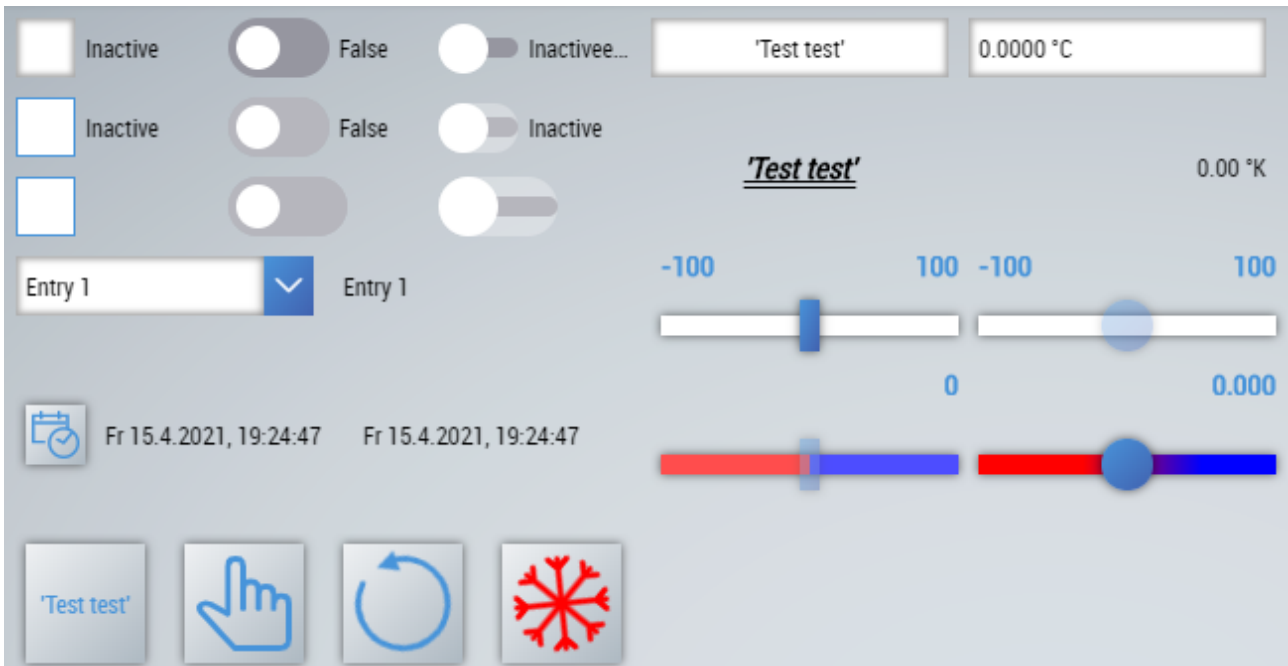 Inactive False Inactivee... 'Test test' 0.0000 °C
Inactive False Inactive
'Test test' 0.00 °K
-100 100 -100 100
Entry 1 Entry 1
0 0.000
Fr 15.4.2021, 19:24:47 Fr 15.4.2021, 19:24:47
'Test test'